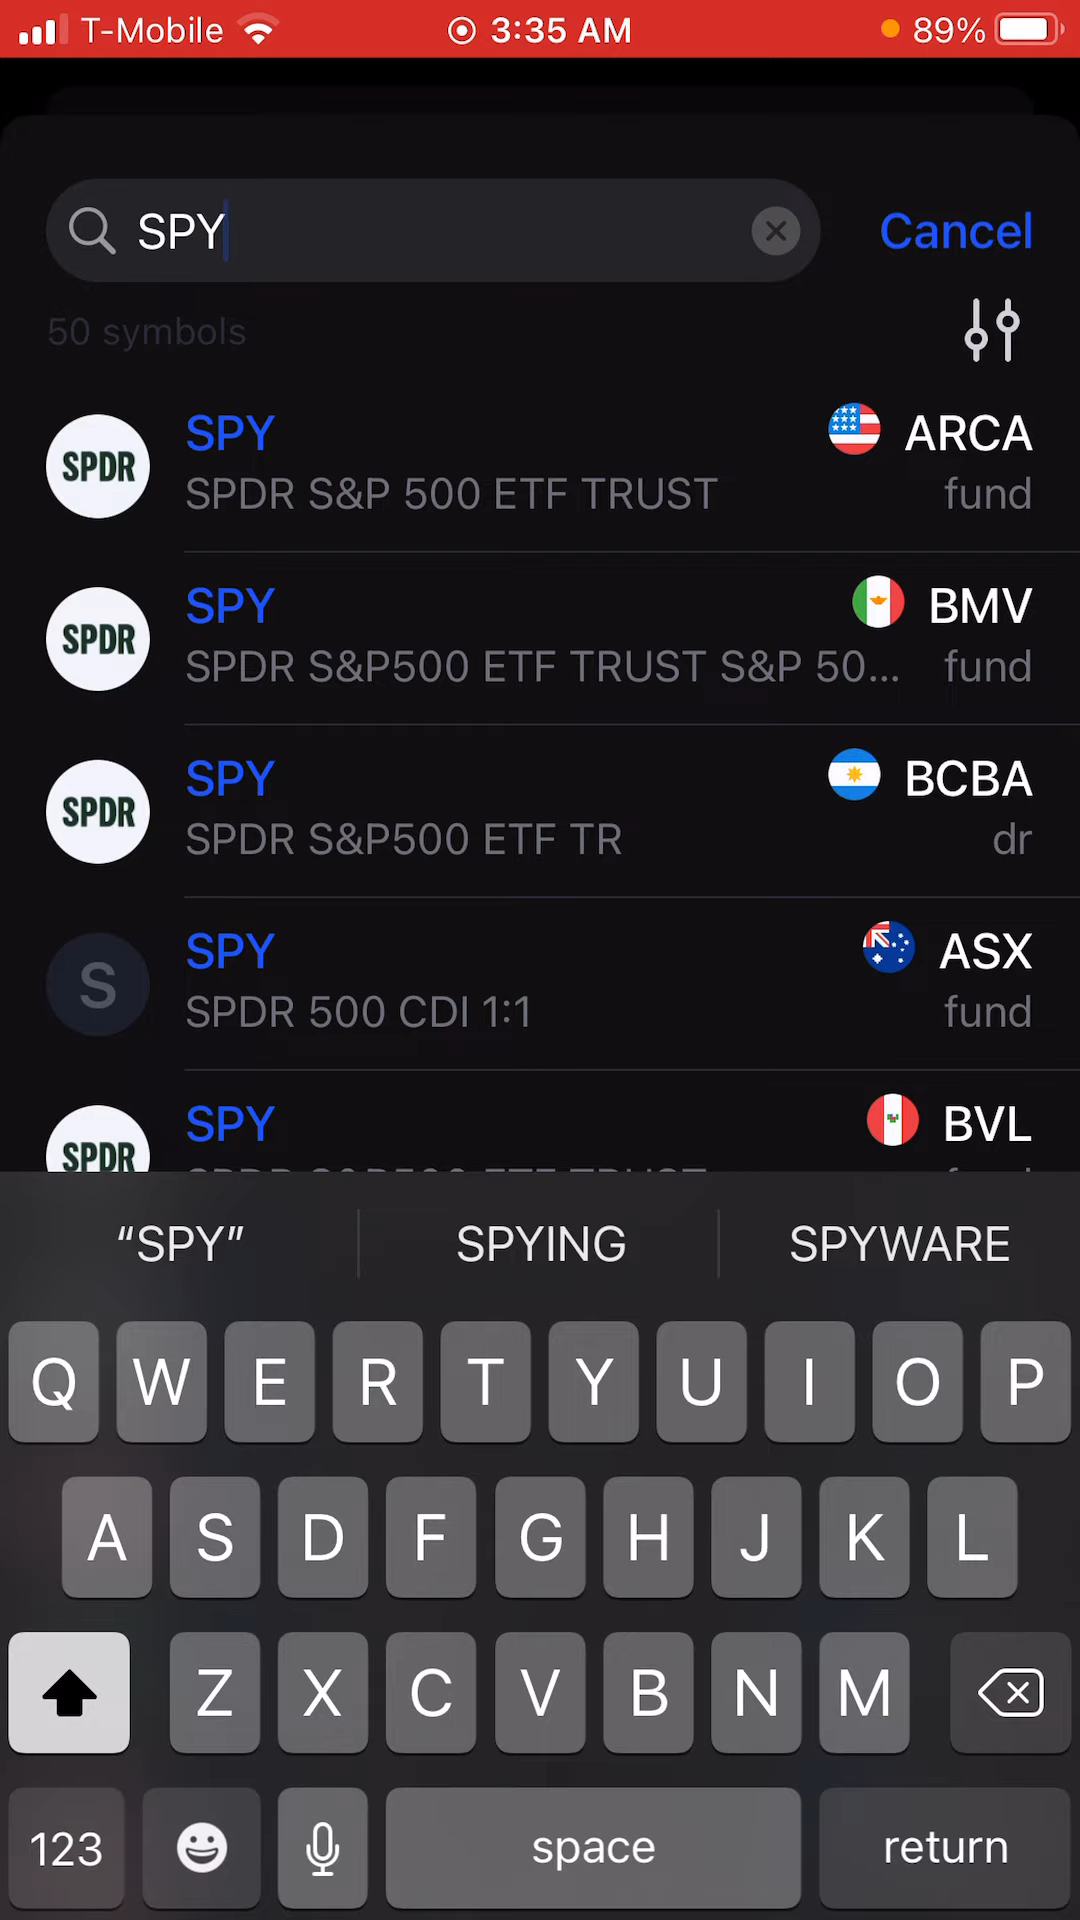 T-Mobile 3:35 AM 89%
SPY Cancel
50 symbols
SPDR SPY ARCA
SPDR S&P 500 ETF TRUST fund
SPDR SPY BMV
SPDR S&P500 ETF TRUST S&P 50... fund
SPDR SPY BCBA
SPDR S&P500 ETF TR dr
S SPY ASX
SPDR 500 CDI 1:1 fund
SPDR SPY BVL
“SPY” SPYING SPYWARE
Q W E R T Y U I O P
A S D F G H J K L
Z X C V B N M
123 space return